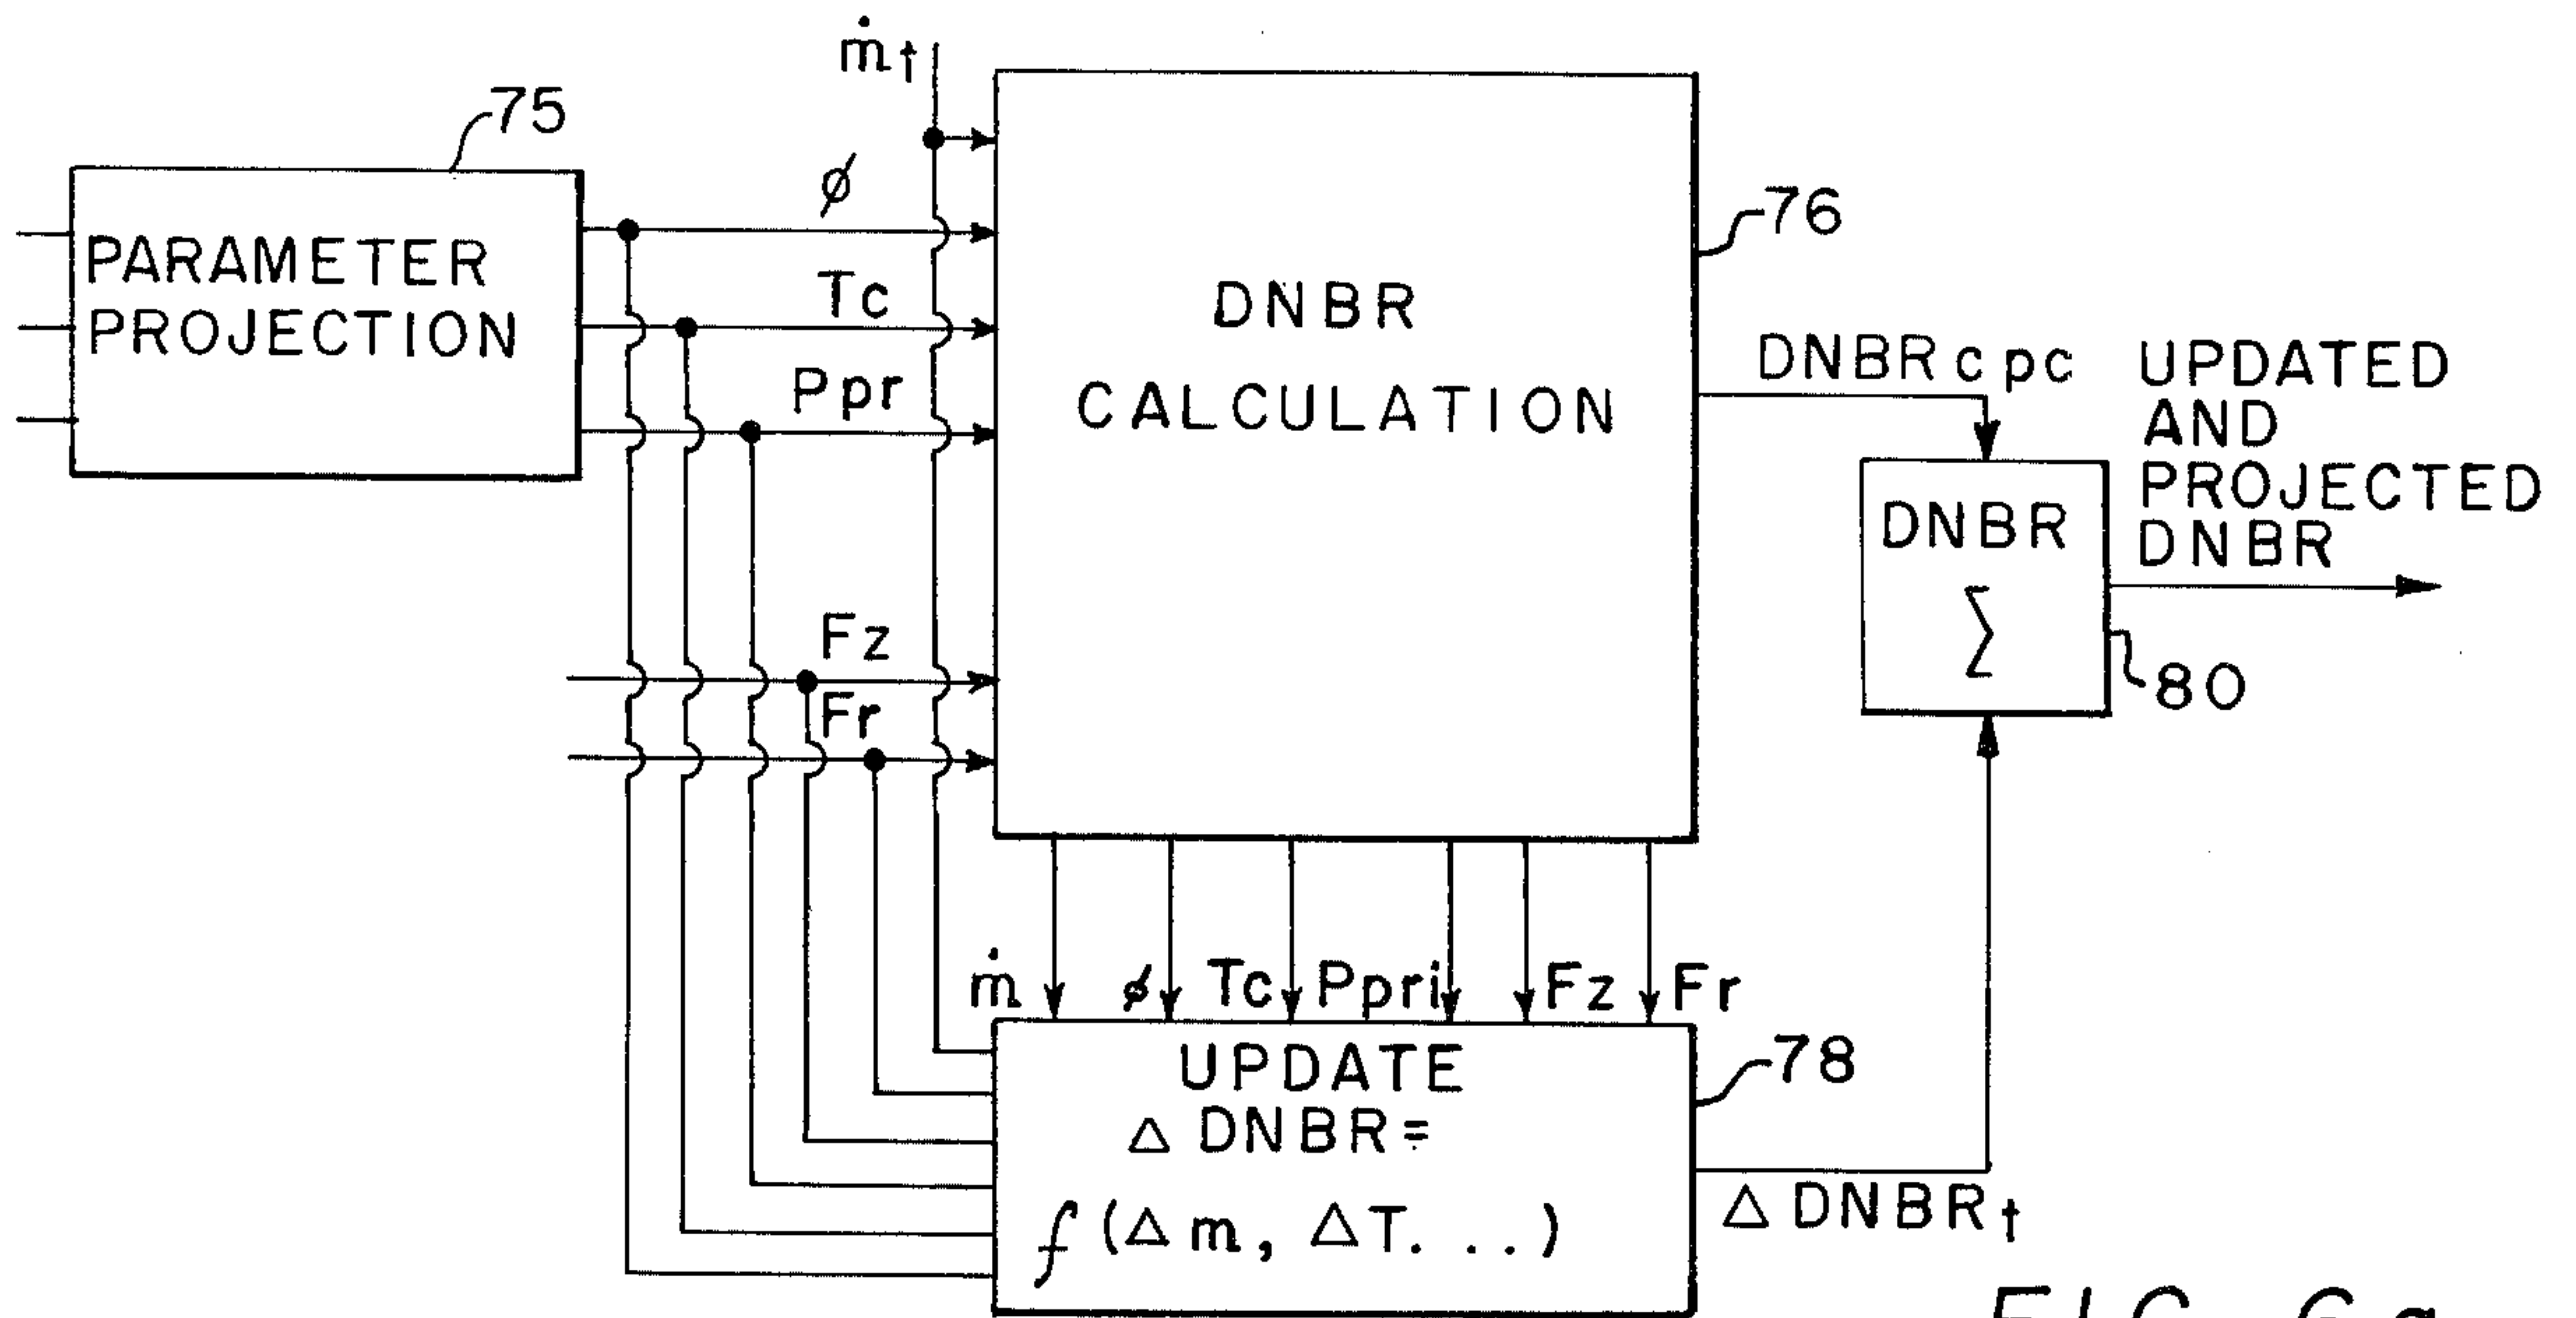 ṁt
75
PARAMETER
PROJECTION
ϕ
Tc
Ppr
Fz
Fr
DNBR
CALCULATION
76
DNBRcpc
UPDATED
AND
PROJECTED
DNBR
DNBR
Σ
80
ṁ ϕ Tc Ppri Fz Fr
UPDATE
Δ DNBR=
f (Δ m, Δ T. . .)
78
Δ DNBRt